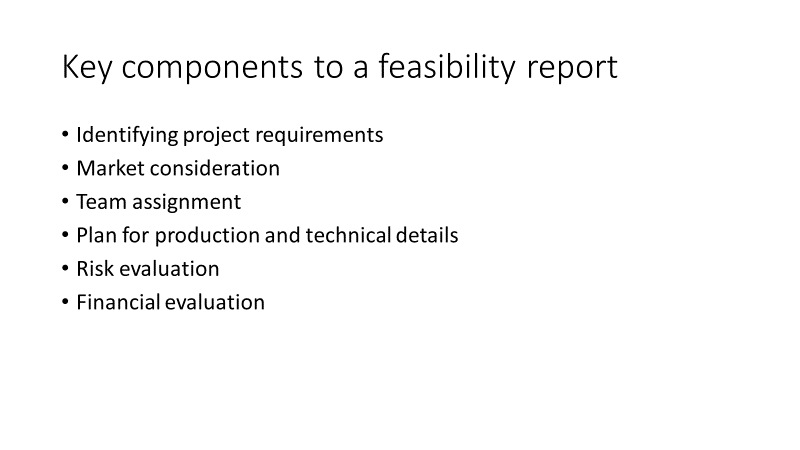 Key components to a feasibility report
• Identifying project requirements
• Market consideration
• Team assignment
• Plan for production and technical details
• Risk evaluation
• Financial evaluation